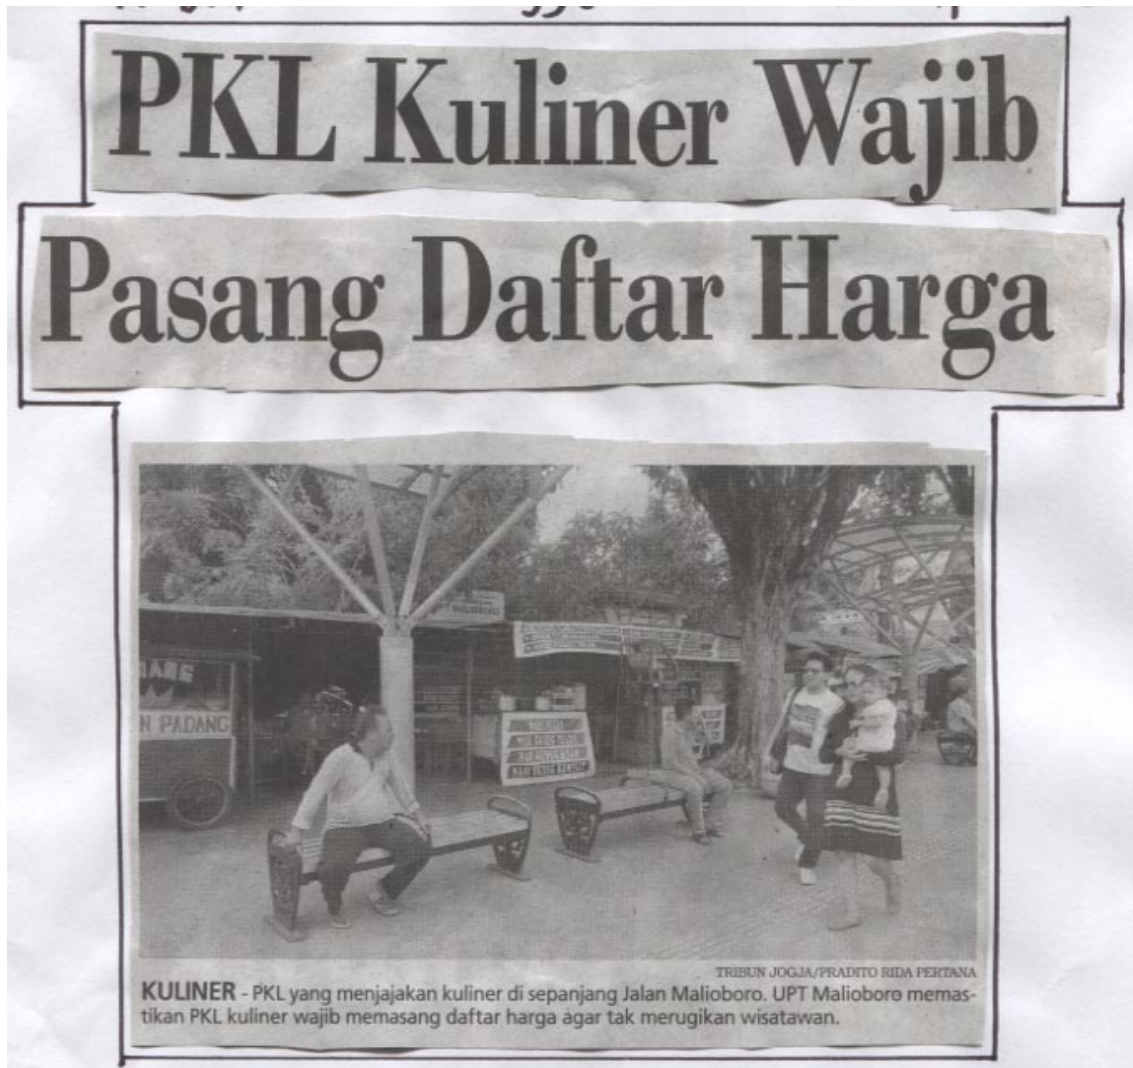 PKL Kuliner Wajib
Pasang Daftar Harga
MALIOBORO
N PADANG
TRIBUN JOGJA/PRADITO RIDA PERTANA
KULINER - PKL yang menjajakan kuliner di sepanjang Jalan Malioboro. UPT Malioboro memas-
tikan PKL kuliner wajib memasang daftar harga agar tak merugikan wisatawan.